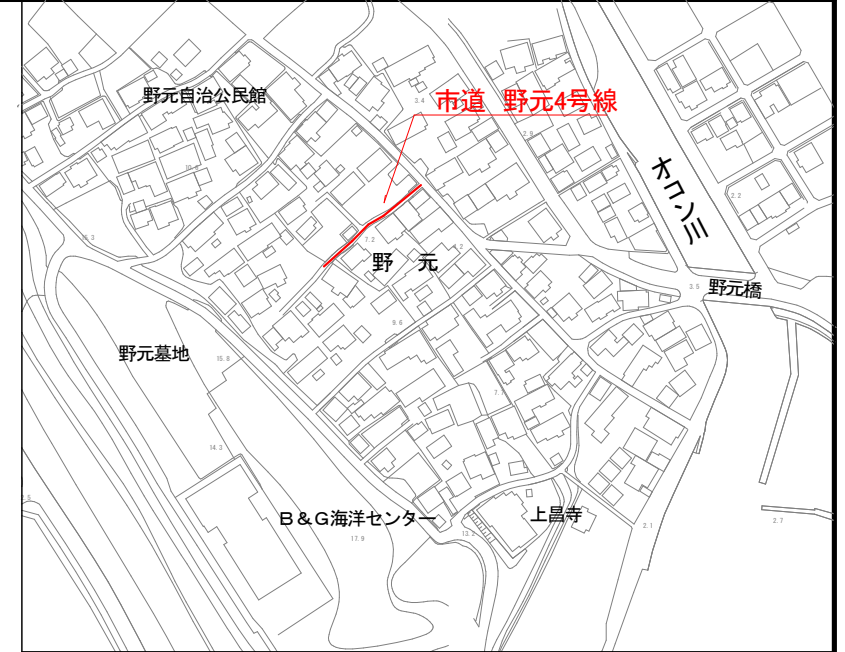 野元自治公民館
3.4
市道 野元4号線
2.9
オコン川
2.2
7.2
4.2
野 元
3.5
野元橋
9.6
野元墓地
15.8
14.3
B&G海洋センター
17.9
13.2
上昌寺
2.1
2.7